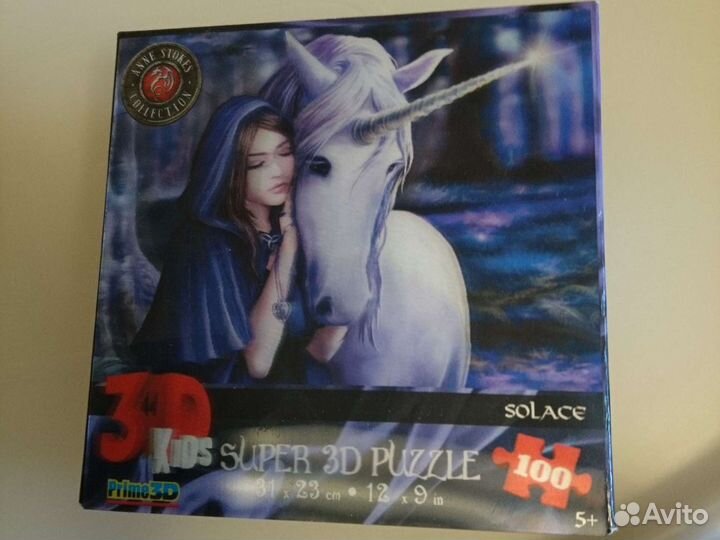 ANNE STOKES
COLLECTION
SOLACE
3D
KiDS SUPER 3D PUZZLE
100
31 x 23 cm • 12 x 9 in
Prime3D
5+
Avito